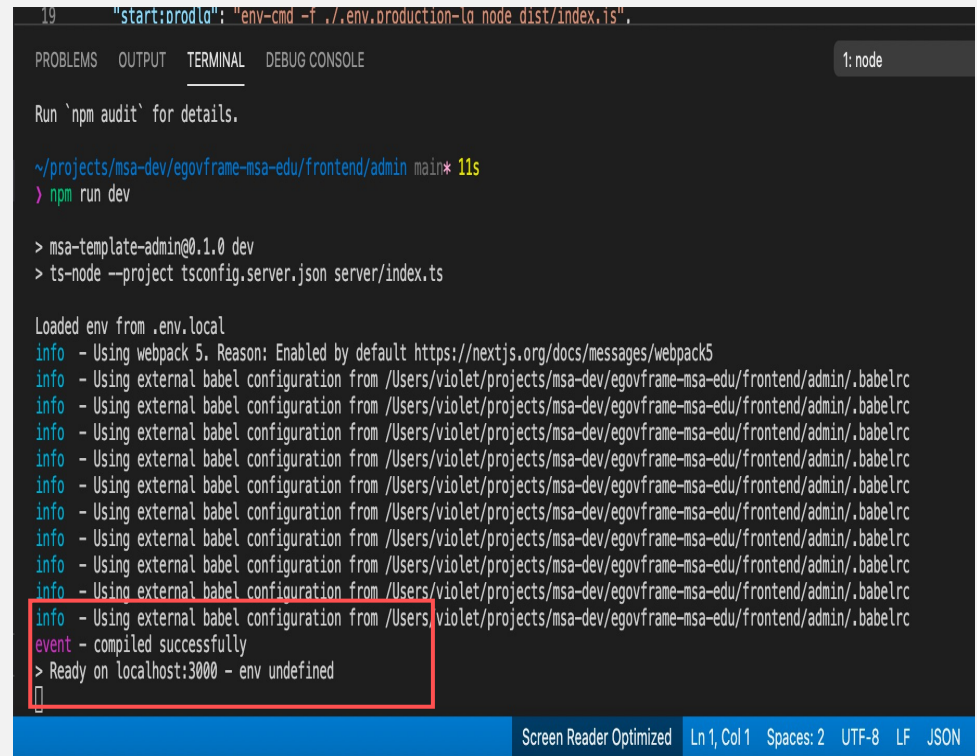 19 "start:prodlg": "env-cmd -f ./.env.production-lg node dist/index.js",
PROBLEMS OUTPUT TERMINAL DEBUG CONSOLE 1: node
Run `npm audit` for details.
~/projects/msa-dev/egovframe-msa-edu/frontend/admin main* 11s
❯ npm run dev
> msa-template-admin@0.1.0 dev
> ts-node --project tsconfig.server.json server/index.ts
Loaded env from .env.local
info - Using webpack 5. Reason: Enabled by default https://nextjs.org/docs/messages/webpack5
info - Using external babel configuration from /Users/violet/projects/msa-dev/egovframe-msa-edu/frontend/admin/.babelrc
info - Using external babel configuration from /Users/violet/projects/msa-dev/egovframe-msa-edu/frontend/admin/.babelrc
info - Using external babel configuration from /Users/violet/projects/msa-dev/egovframe-msa-edu/frontend/admin/.babelrc
info - Using external babel configuration from /Users/violet/projects/msa-dev/egovframe-msa-edu/frontend/admin/.babelrc
info - Using external babel configuration from /Users/violet/projects/msa-dev/egovframe-msa-edu/frontend/admin/.babelrc
info - Using external babel configuration from /Users/violet/projects/msa-dev/egovframe-msa-edu/frontend/admin/.babelrc
info - Using external babel configuration from /Users/violet/projects/msa-dev/egovframe-msa-edu/frontend/admin/.babelrc
info - Using external babel configuration from /Users/violet/projects/msa-dev/egovframe-msa-edu/frontend/admin/.babelrc
info - Using external babel configuration from /Users/violet/projects/msa-dev/egovframe-msa-edu/frontend/admin/.babelrc
info - Using external babel configuration from /Users/violet/projects/msa-dev/egovframe-msa-edu/frontend/admin/.babelrc
event - compiled successfully
> Ready on localhost:3000 - env undefined
Screen Reader Optimized Ln 1, Col 1 Spaces: 2 UTF-8 LF JSON